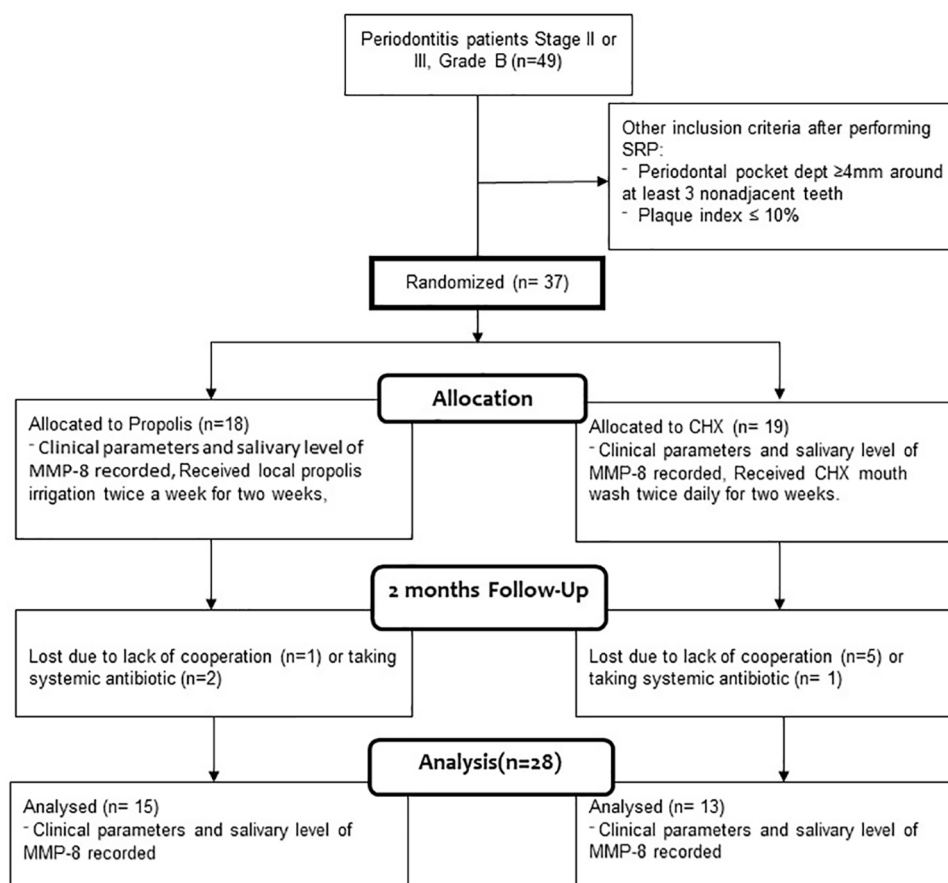 Periodontitis patients Stage II or
III, Grade B (n=49)
Other inclusion criteria after performing
SRP:
- Periodontal pocket dept ≥4mm around
at least 3 nonadjacent teeth
- Plaque index ≤ 10%
Randomized (n= 37)
Allocation
Allocated to Propolis (n=18)
- Clinical parameters and salivary level of
MMP-8 recorded, Received local propolis
irrigation twice a week for two weeks,
Allocated to CHX (n= 19)
- Clinical parameters and salivary level of
MMP-8 recorded, Received CHX mouth
wash twice daily for two weeks.
2 months Follow-Up
Lost due to lack of cooperation (n=1) or taking
systemic antibiotic (n=2)
Lost due to lack of cooperation (n=5) or
taking systemic antibiotic (n= 1)
Analysis(n=28)
Analysed (n= 15)
- Clinical parameters and salivary level of
MMP-8 recorded
Analysed (n= 13)
- Clinical parameters and salivary level of
MMP-8 recorded